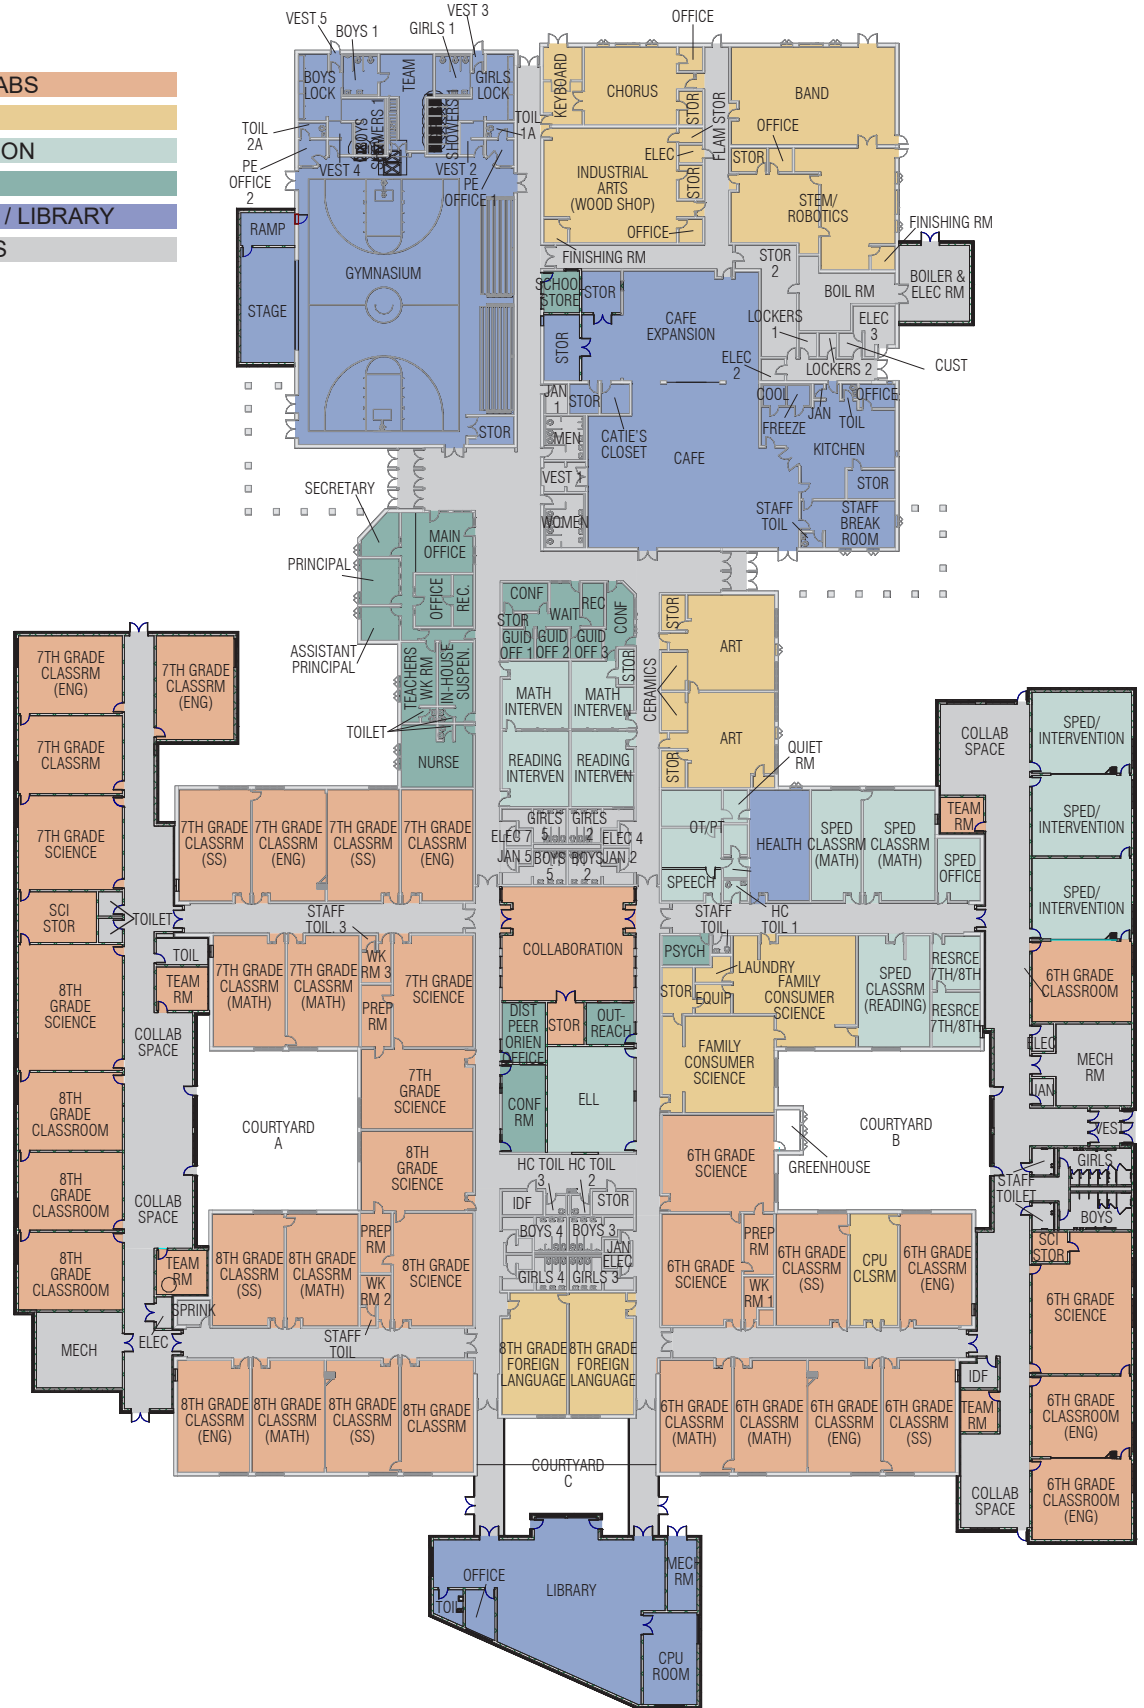 VEST 5
BOYS 1
GIRLS 1
VEST 3
OFFICE
ABS
ON
/ LIBRARY
S
BOYS
LOCK
TEAM
GIRLS
LOCK
TOIL
2A
BOYS
SHOWERS 1
SHOWERS
TOIL
1A
PE
OFFICE
2
VEST 4
VEST 2
PE
OFFICE 1
KEYBOARD
CHORUS
STOR
FLAM STOR
BAND
OFFICE
ELEC
STOR
STOR
INDUSTRIAL
ARTS
(WOOD SHOP)
OFFICE
STEM/
ROBOTICS
FINISHING RM
FINISHING RM
RAMP
STAGE
GYMNASIUM
STOR
SCHOOL
STORE
STOR
STOR
CAFE
EXPANSION
STOR
2
BOIL RM
BOILER &
ELEC RM
LOCKERS
1
ELEC
3
ELEC
2
LOCKERS 2
CUST
JAN
1
STOR
CATIE'S
CLOSET
COOL
FREEZE
JAN
TOIL
OFFICE
MEN
VEST 1
WOMEN
CAFE
KITCHEN
STOR
STAFF
TOIL
STAFF
BREAK
ROOM
SECRETARY
MAIN
OFFICE
PRINCIPAL
OFFICE
REC.
ASSISTANT
PRINCIPAL
TEACHERS
WK RM
IN-HOUSE
SUSPEN.
TOILET
NURSE
CONF
WAIT
REC
CONF
STOR
GUID
OFF 1
GUID
OFF 2
GUID
OFF 3
STOR
MATH
INTERVEN
MATH
INTERVEN
READING
INTERVEN
READING
INTERVEN
STOR
ART
CERAMICS
ART
STOR
QUIET
RM
7TH GRADE
CLASSRM
(ENG)
7TH GRADE
CLASSRM
(ENG)
7TH GRADE
CLASSRM
7TH GRADE
SCIENCE
7TH GRADE
CLASSRM
(SS)
7TH GRADE
CLASSRM
(ENG)
7TH GRADE
CLASSRM
(SS)
7TH GRADE
CLASSRM
(ENG)
GIRLS
5
GIRLS
2
ELEC 7
ELEC 4
JAN 5
BOYS
5
BOYS
2
JAN 2
OT/PT
HEALTH
SPED
CLASSRM
(MATH)
SPED
CLASSRM
(MATH)
SPEECH
SPED
OFFICE
COLLAB
SPACE
TEAM
RM
SPED/
INTERVENTION
SPED/
INTERVENTION
SPED/
INTERVENTION
SCI
STOR
TOILET
STAFF
TOIL. 3
COLLABORATION
STAFF
TOIL
HC
TOIL 1
TOIL
TEAM
RM
7TH GRADE
CLASSRM
(MATH)
7TH GRADE
CLASSRM
(MATH)
WK
RM 3
PREP
RM
7TH GRADE
SCIENCE
PSYCH
LAUNDRY
STOR
EQUIP
FAMILY
CONSUMER
SCIENCE
SPED
CLASSRM
(READING)
RESRCE
7TH/8TH
RESRCE
7TH/8TH
6TH GRADE
CLASSROOM
8TH
GRADE
SCIENCE
COLLAB
SPACE
DIST
PEER
ORIEN
OFFICE
STOR
OUT-
REACH
FAMILY
CONSUMER
SCIENCE
ELEC
MECH
RM
JAN
7TH
GRADE
SCIENCE
CONF
RM
ELL
8TH
GRADE
CLASSROOM
COURTYARD
A
COURTYARD
B
VEST
8TH
GRADE
SCIENCE
6TH GRADE
SCIENCE
GREENHOUSE
GIRLS
STAFF
TOILET
BOYS
8TH
GRADE
CLASSROOM
COLLAB
SPACE
HC TOIL
3
HC TOIL
2
IDF
STOR
BOYS 4
BOYS 3
JAN
ELEC
GIRLS 4
GIRLS 3
8TH
GRADE
CLASSROOM
TEAM
RM
8TH GRADE
CLASSRM
(SS)
8TH GRADE
CLASSRM
(MATH)
PREP
RM
WK
RM 2
8TH GRADE
SCIENCE
6TH GRADE
SCIENCE
PREP
RM
WK
RM 1
6TH GRADE
CLASSRM
(SS)
CPU
CLSRM
6TH GRADE
CLASSRM
(ENG)
SCI
STOR
6TH GRADE
SCIENCE
SPRINK
ELEC
MECH
STAFF
TOIL
8TH GRADE
FOREIGN
LANGUAGE
8TH GRADE
FOREIGN
LANGUAGE
IDF
TEAM
RM
8TH GRADE
CLASSRM
(ENG)
8TH GRADE
CLASSRM
(MATH)
8TH GRADE
CLASSRM
(SS)
8TH GRADE
CLASSRM
6TH GRADE
CLASSRM
(MATH)
6TH GRADE
CLASSRM
(MATH)
6TH GRADE
CLASSRM
(ENG)
6TH GRADE
CLASSRM
(SS)
6TH GRADE
CLASSROOM
(ENG)
COURTYARD
C
COLLAB
SPACE
6TH GRADE
CLASSROOM
(ENG)
OFFICE
TOIL
LIBRARY
MECH
RM
CPU
ROOM